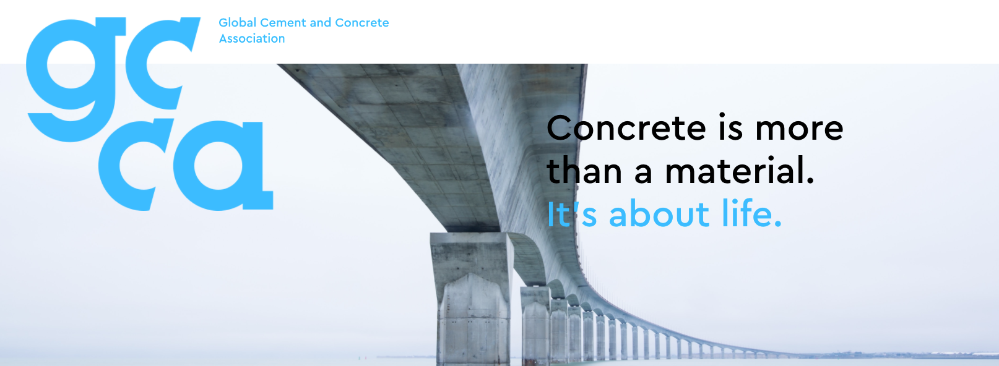 gc
ca
Global Cement and Concrete
Association
Concrete is more
than a material.
It's about life.